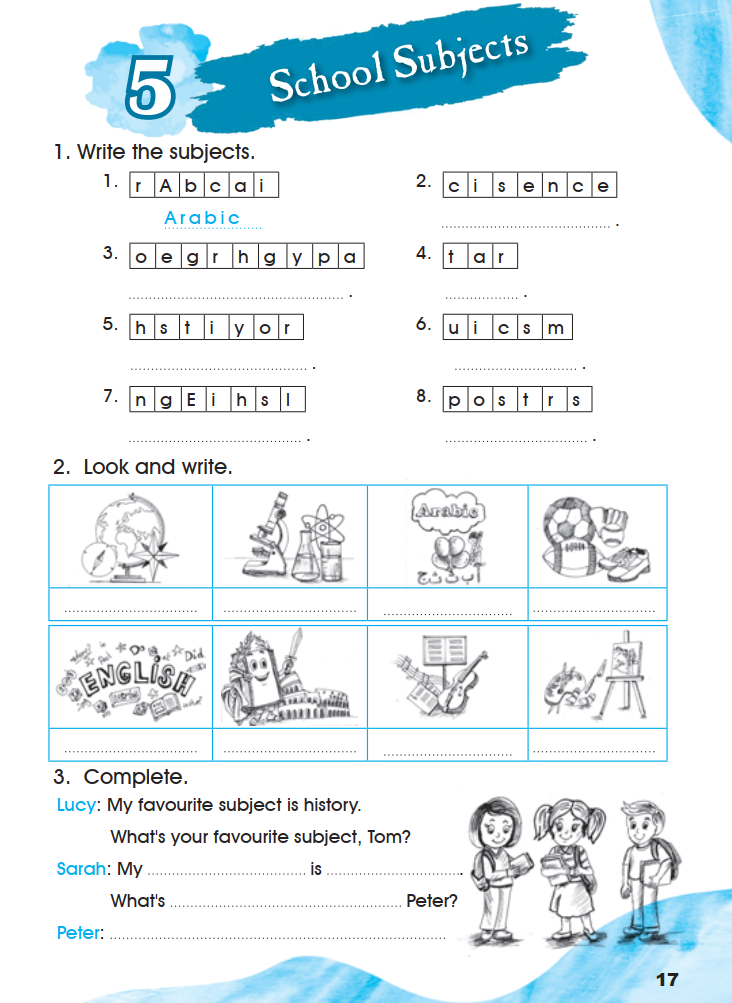 5
School Subjects
1. Write the subjects.
1. r A b c a i
Arabic
2. c i s e n c e
.
3. o e g r h g y p a
.
4. t a r
.
5. h s t i y o r
.
6. u i c s m
.
7. n g E i h s l
.
8. p o s t r s
.
2. Look and write.
Arabic
أ ب ت ث ج
Did
ENGLISH
3. Complete.
Lucy: My favourite subject is history.
What's your favourite subject, Tom?
Sarah: My ........................................ is .................................
What's .......................................................... Peter?
Peter: .....................................................................................
17